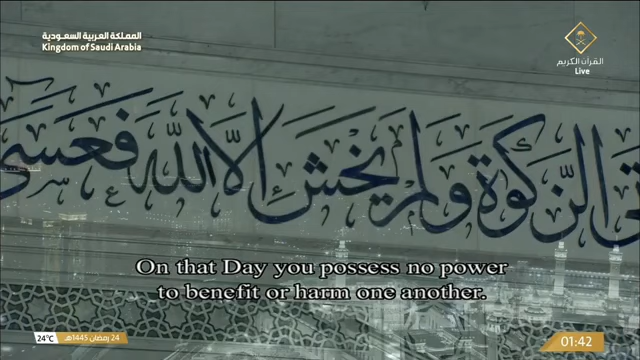 المملكة العربية السعودية
Kingdom of Saudi Arabia
القرآن الكريم
Live
الزكوة ولم يخش إلا الله فعسى
On that Day you possess no power
to benefit or harm one another.
24°C
24 رمضان 1445هـ
01:42